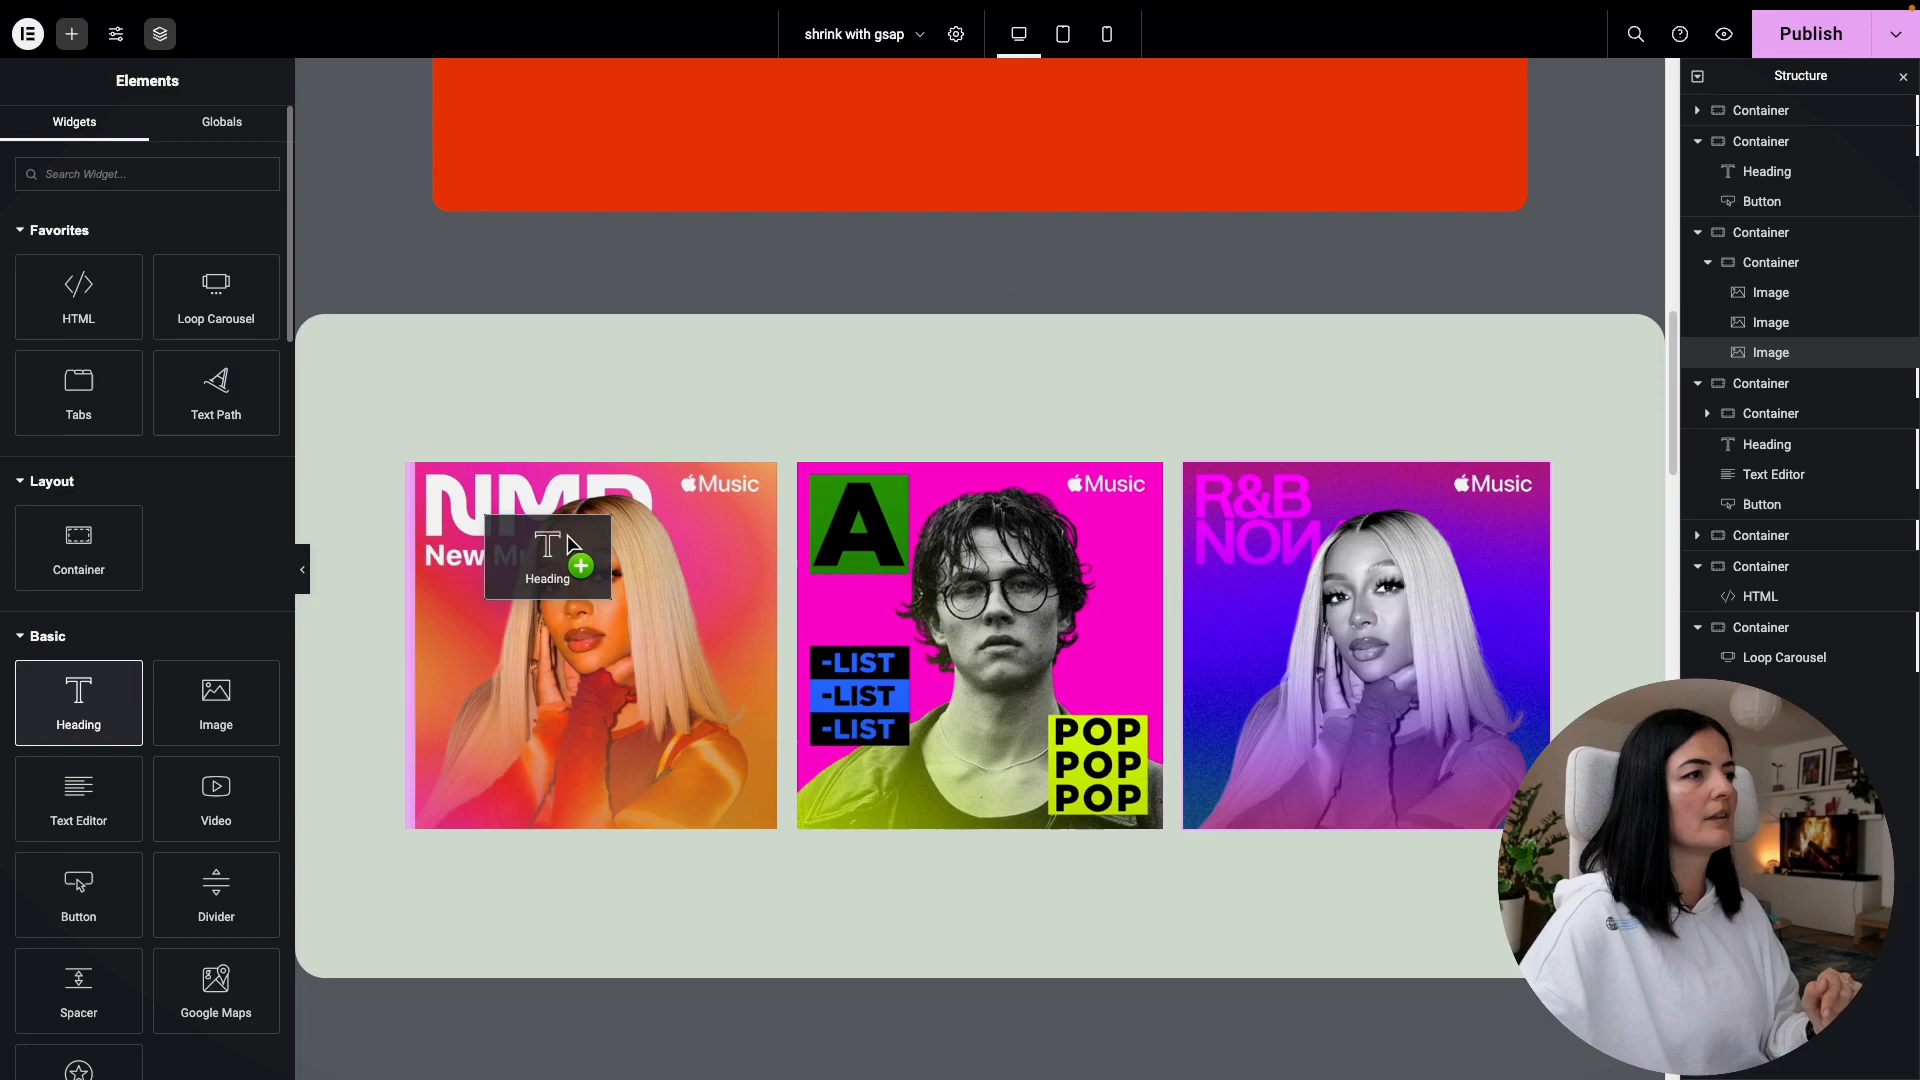 shrink with gsap
Publish
Elements
Structure
Widgets
Globals
Search Widget...
Favorites
HTML
Loop Carousel
Tabs
Text Path
Layout
Container
Basic
Heading
Image
Text Editor
Video
Button
Divider
Spacer
Google Maps
Music
New
Heading
A
-LIST
-LIST
-LIST
Music
POP
POP
POP
R&B
NOW
Music
Container
Container
Heading
Button
Container
Container
Image
Image
Image
Container
Container
Heading
Text Editor
Button
Container
Container
HTML
Container
Loop Carousel